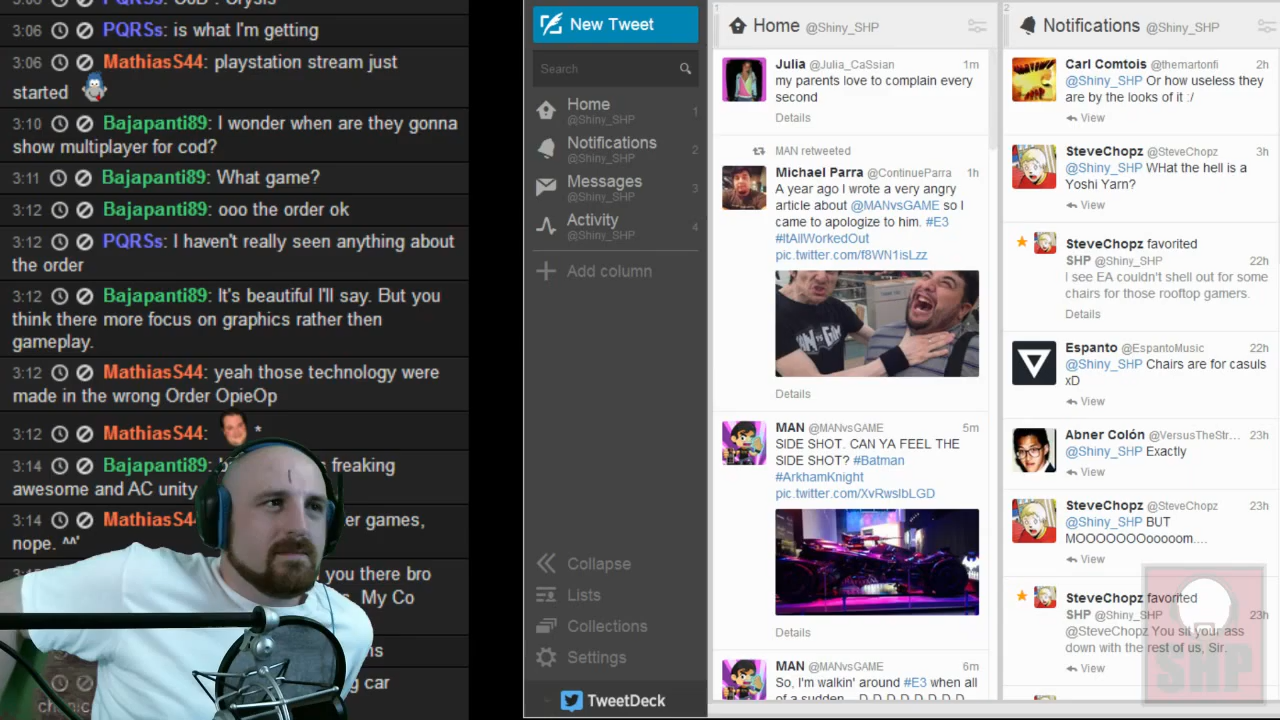 3:06 PQRSs: is what I'm getting
3:06 MathiasS44: playstation stream just
started
3:10 Bajapanti89: I wonder when are they gonna
show multiplayer for cod?
3:11 Bajapanti89: What game?
3:12 Bajapanti89: ooo the order ok
3:12 PQRSs: I haven't really seen anything about
the order
3:12 Bajapanti89: It's beautiful I'll say. But you
think there more focus on graphics rather then
gameplay.
3:12 MathiasS44: yeah those technology were
made in the wrong Order OpieOp
3:12 MathiasS44: *
3:14 Bajapanti89: freaking
awesome and AC unity
3:14 MathiasS44 games,
nope. ^^'
you there bro
My Co
car
New Tweet
Search
Home 1
@Shiny_SHP
Notifications 2
@Shiny_SHP
Messages 3
@Shiny_SHP
Activity 4
@Shiny_SHP
Add column
Collapse
Lists
Collections
Settings
TweetDeck
1
Home @Shiny_SHP
Julia @Julia_CaSsian 1m
my parents love to complain every
second
Details
MAN retweeted
Michael Parra @ContinueParra 1h
A year ago I wrote a very angry
article about @MANvsGAME so I
came to apologize to him. #E3
#ItAllWorkedOut
pic.twitter.com/f8WN1isLzz
Details
MAN @MANvsGAME 5m
SIDE SHOT. CAN YA FEEL THE
SIDE SHOT? #Batman
#ArkhamKnight
pic.twitter.com/XvRwslbLGD
Details
MAN @MANvsGAME 6m
So, I'm walkin' around #E3 when all
of a sudden
2
Notifications @Shiny_SHP
Carl Comtois @themartonfi 2h
@Shiny_SHP Or how useless they
are by the looks of it :/
View
SteveChopz @SteveChopz 3h
@Shiny_SHP WHat the hell is a
Yoshi Yarn?
View
SteveChopz favorited
SHP @Shiny_SHP 22h
I see EA couldn't shell out for some
chairs for those rooftop gamers.
Details
Espanto @EspantoMusic 22h
@Shiny_SHP Chairs are for casuls
xD
View
Abner Colón @VersusTheStr... 23h
@Shiny_SHP Exactly
View
SteveChopz @SteveChopz 23h
@Shiny_SHP BUT
MOOOOOOOooooom....
View
SteveChopz favorited
SHP @Shiny_SHP 23h
@SteveChopz You sit your ass
down with the rest of us, Sir.
View
SHP